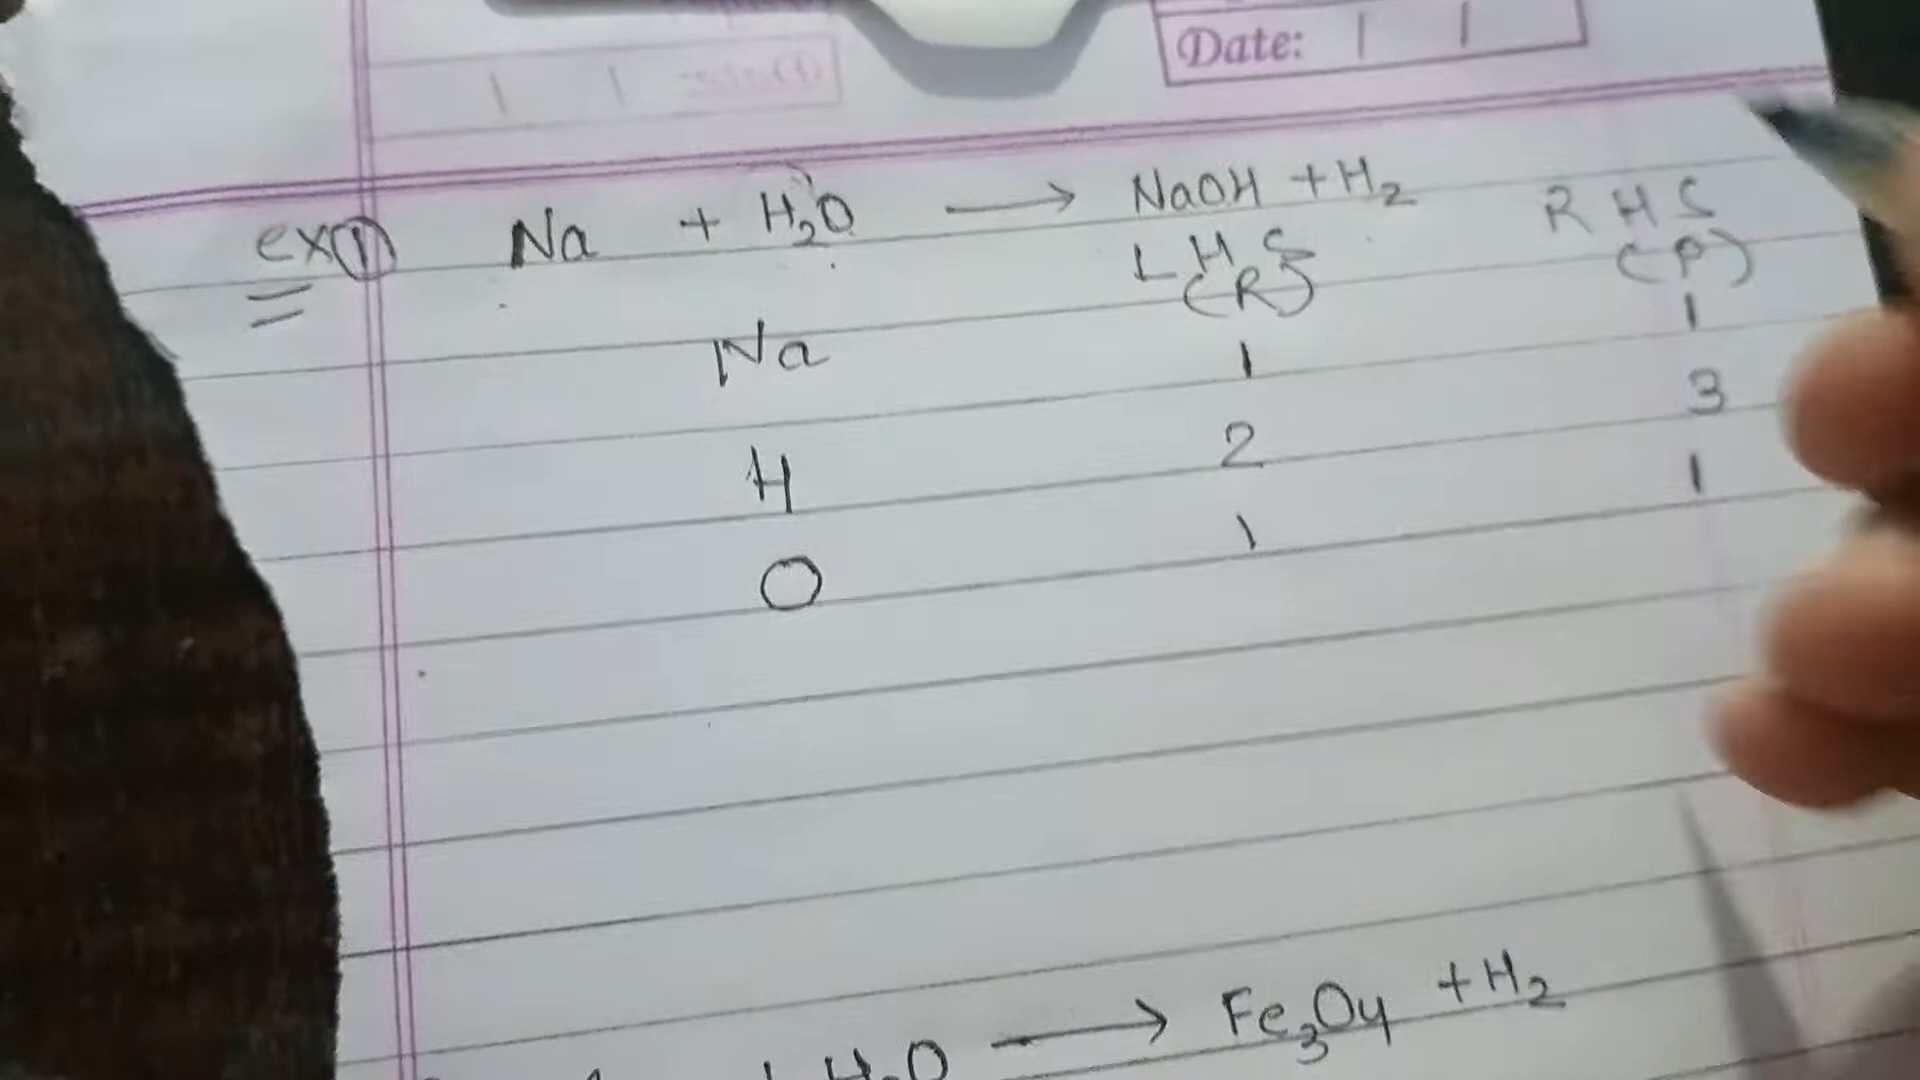 Date:
ex① Na + H₂O → NaOH + H₂
LHS RHS
(R) (P)
Na 1 1
H 2 3
O 1 1
H₂O → Fe₃O₄ + H₂